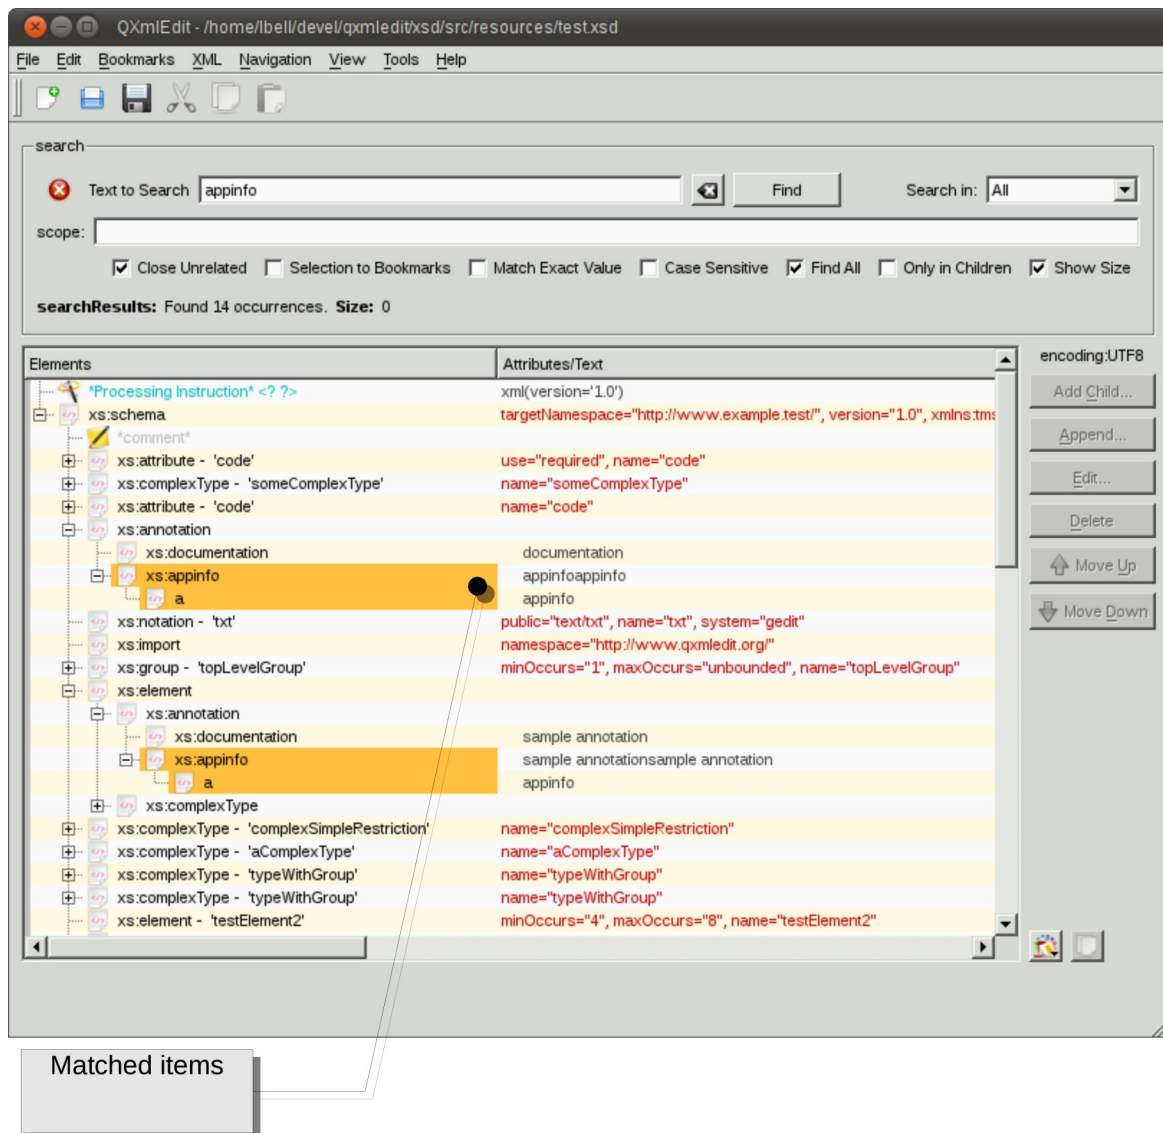 QXmlEdit - /home/lbell/devel/qxmledit/xsd/src/resources/test.xsd
File Edit Bookmarks XML Navigation View Tools Help
search
Text to Search appinfo Find Search in: All
scope:
Close Unrelated Selection to Bookmarks Match Exact Value Case Sensitive Find All Only in Children Show Size
searchResults: Found 14 occurrences. Size: 0
Elements Attributes/Text encoding:UTF8
*Processing Instruction* <? ?> xml(version='1.0')
Add Child...
xs:schema targetNamespace="http://www.example.test/", version="1.0", xmlns:tms
*comment*
Append...
xs:attribute - 'code' use="required", name="code"
xs:complexType - 'someComplexType' name="someComplexType"
Edit...
xs:attribute - 'code' name="code"
xs:annotation
Delete
xs:documentation documentation
Move Up
xs:appinfo appinfoappinfo
a appinfo
Move Down
xs:notation - 'txt' public="text/txt", name="txt", system="gedit"
xs:import namespace="http://www.qxmledit.org/"
xs:group - 'topLevelGroup' minOccurs="1", maxOccurs="unbounded", name="topLevelGroup"
xs:element
xs:annotation
xs:documentation sample annotation
xs:appinfo sample annotationsample annotation
a appinfo
xs:complexType
xs:complexType - 'complexSimpleRestriction' name="complexSimpleRestriction"
xs:complexType - 'aComplexType' name="aComplexType"
xs:complexType - 'typeWithGroup' name="typeWithGroup"
xs:complexType - 'typeWithGroup' name="typeWithGroup"
xs:element - 'testElement2' minOccurs="4", maxOccurs="8", name="testElement2"
Matched items